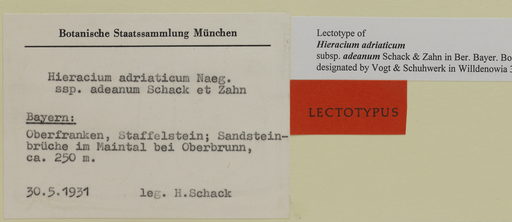 Botanische Staatssammlung München
Hieracium adriaticum Naeg.
ssp. adeanum Schack et Zahn
Bayern:
Oberfranken, Staffelstein; Sandstein-
brüche im Maintal bei Oberbrunn,
ca. 250 m.
30.5.1931 leg. H.Schack
Lectotype of
Hieracium adriaticum
subsp. adeanum Schack & Zahn in Ber. Bayer. Bo
designated by Vogt & Schuhwerk in Willdenowia 3
LECTOTYPUS